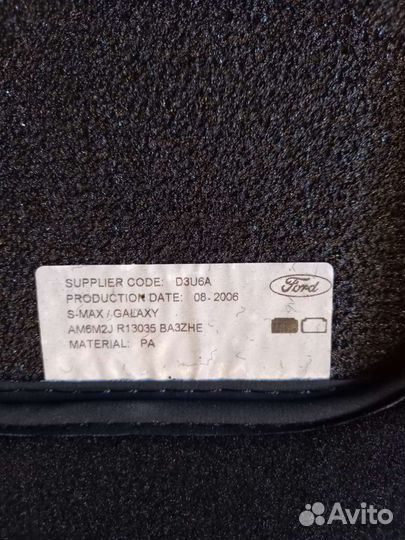 SUPPLIER CODE: D3U6A
PRODUCTION DATE: 08-2006
S-MAX / GALAXY
AM6M2J R13035 BA3ZHE
MATERIAL: PA
Ford
Avito